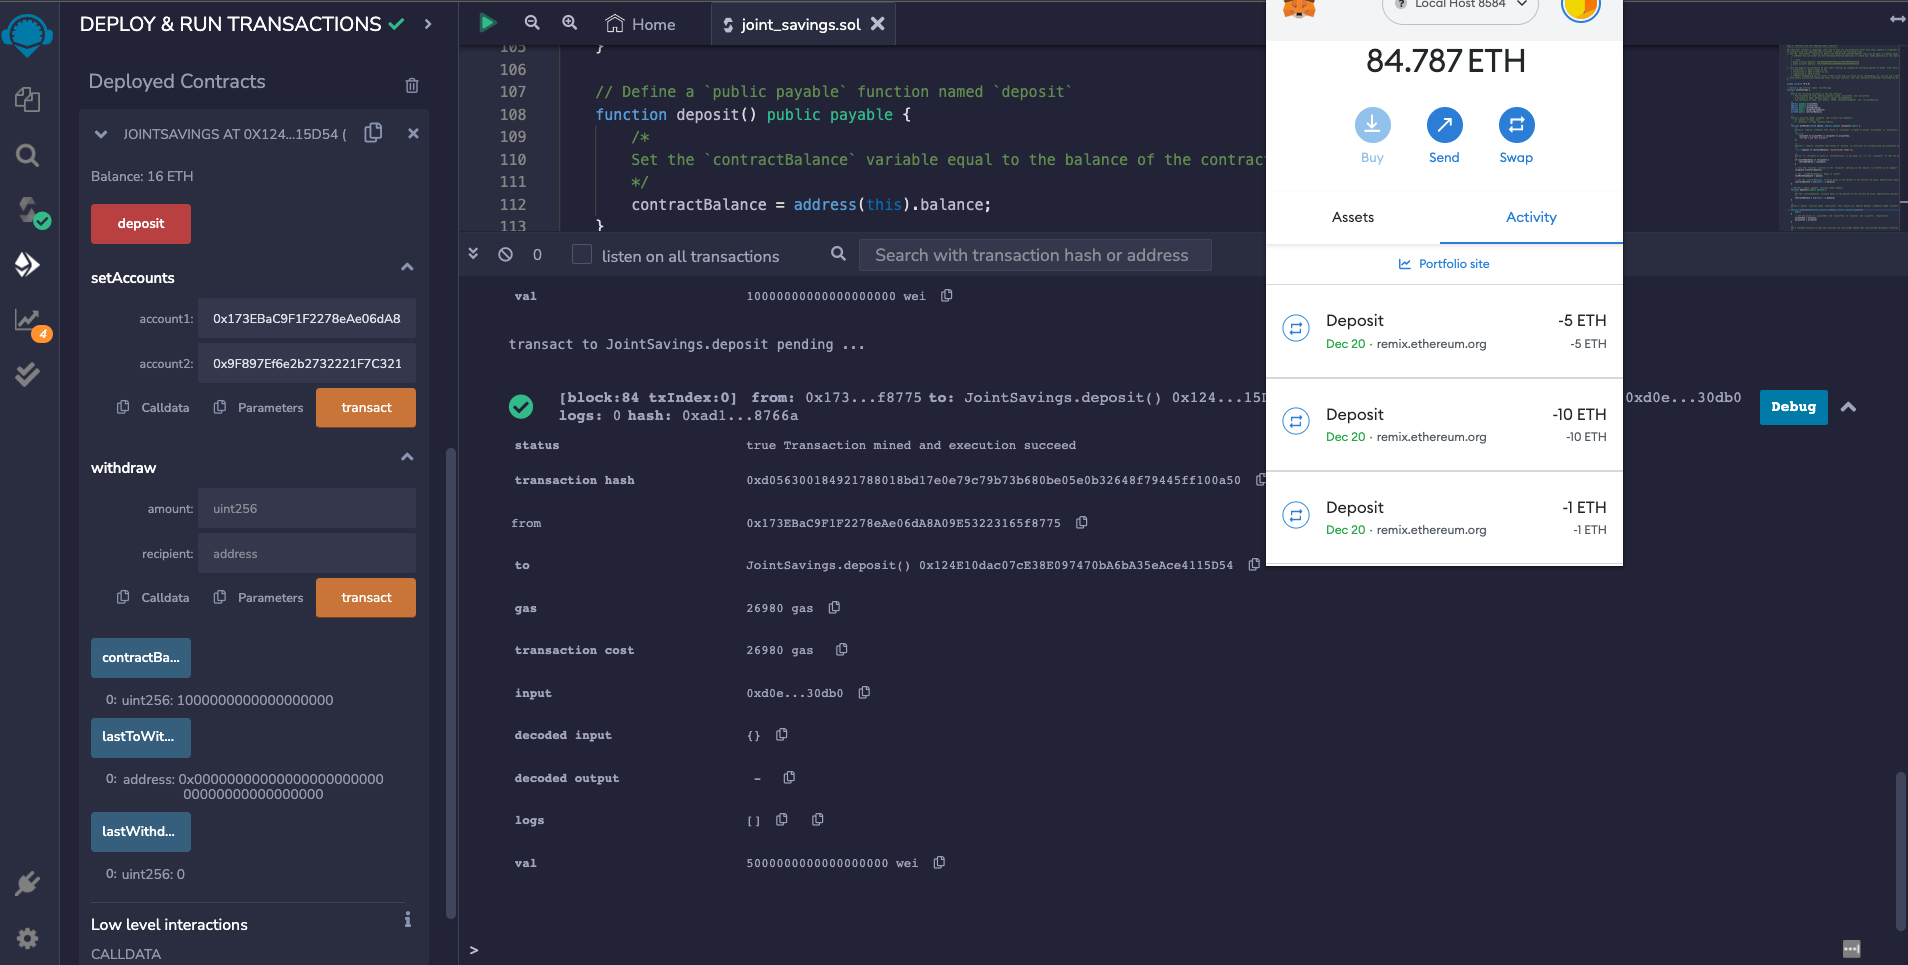 DEPLOY & RUN TRANSACTIONS
Deployed Contracts
JOINTSAVINGS AT 0X124...15D54 (
Balance: 16 ETH
deposit
setAccounts
account1: 0x173EBaC9F1F2278eAe06dA8
account2: 0x9F897Ef6e2b2732221F7C321
Calldata Parameters transact
withdraw
amount: uint256
recipient: address
Calldata Parameters transact
contractBa...
0: uint256: 1000000000000000000
lastToWit...
0: address: 0x00000000000000000000000
00000000000000000
lastWithd...
0: uint256: 0
Low level interactions
CALLDATA
4
Home
joint_savings.sol
105 }
106
107 // Define a `public payable` function named `deposit`
108 function deposit() public payable {
109 /*
110 Set the `contractBalance` variable equal to the balance of the contrac
111 */
112 contractBalance = address(this).balance;
113 }
0 listen on all transactions Search with transaction hash or address
val 10000000000000000000 wei
transact to JointSavings.deposit pending ...
[block:84 txIndex:0] from: 0x173...f8775 to: JointSavings.deposit() 0x124...15D 0xd0e...30db0
logs: 0 hash: 0xad1...8766a
Debug
status true Transaction mined and execution succeed
transaction hash 0xd056300184921788018bd17e0e79c79b73b680be05e0b32648f79445ff100a50
from 0x173EBaC9F1F2278eAe06dA8A09E53223165f8775
to JointSavings.deposit() 0x124E10dac07cE38E097470bA6bA35eAce4115D54
gas 26980 gas
transaction cost 26980 gas
input 0xd0e...30db0
decoded input {}
decoded output -
logs []
val 5000000000000000000 wei
>
Local Host 8584
84.787 ETH
Buy Send Swap
Assets Activity
Portfolio site
Deposit -5 ETH
Dec 20 · remix.ethereum.org -5 ETH
Deposit -10 ETH
Dec 20 · remix.ethereum.org -10 ETH
Deposit -1 ETH
Dec 20 · remix.ethereum.org -1 ETH